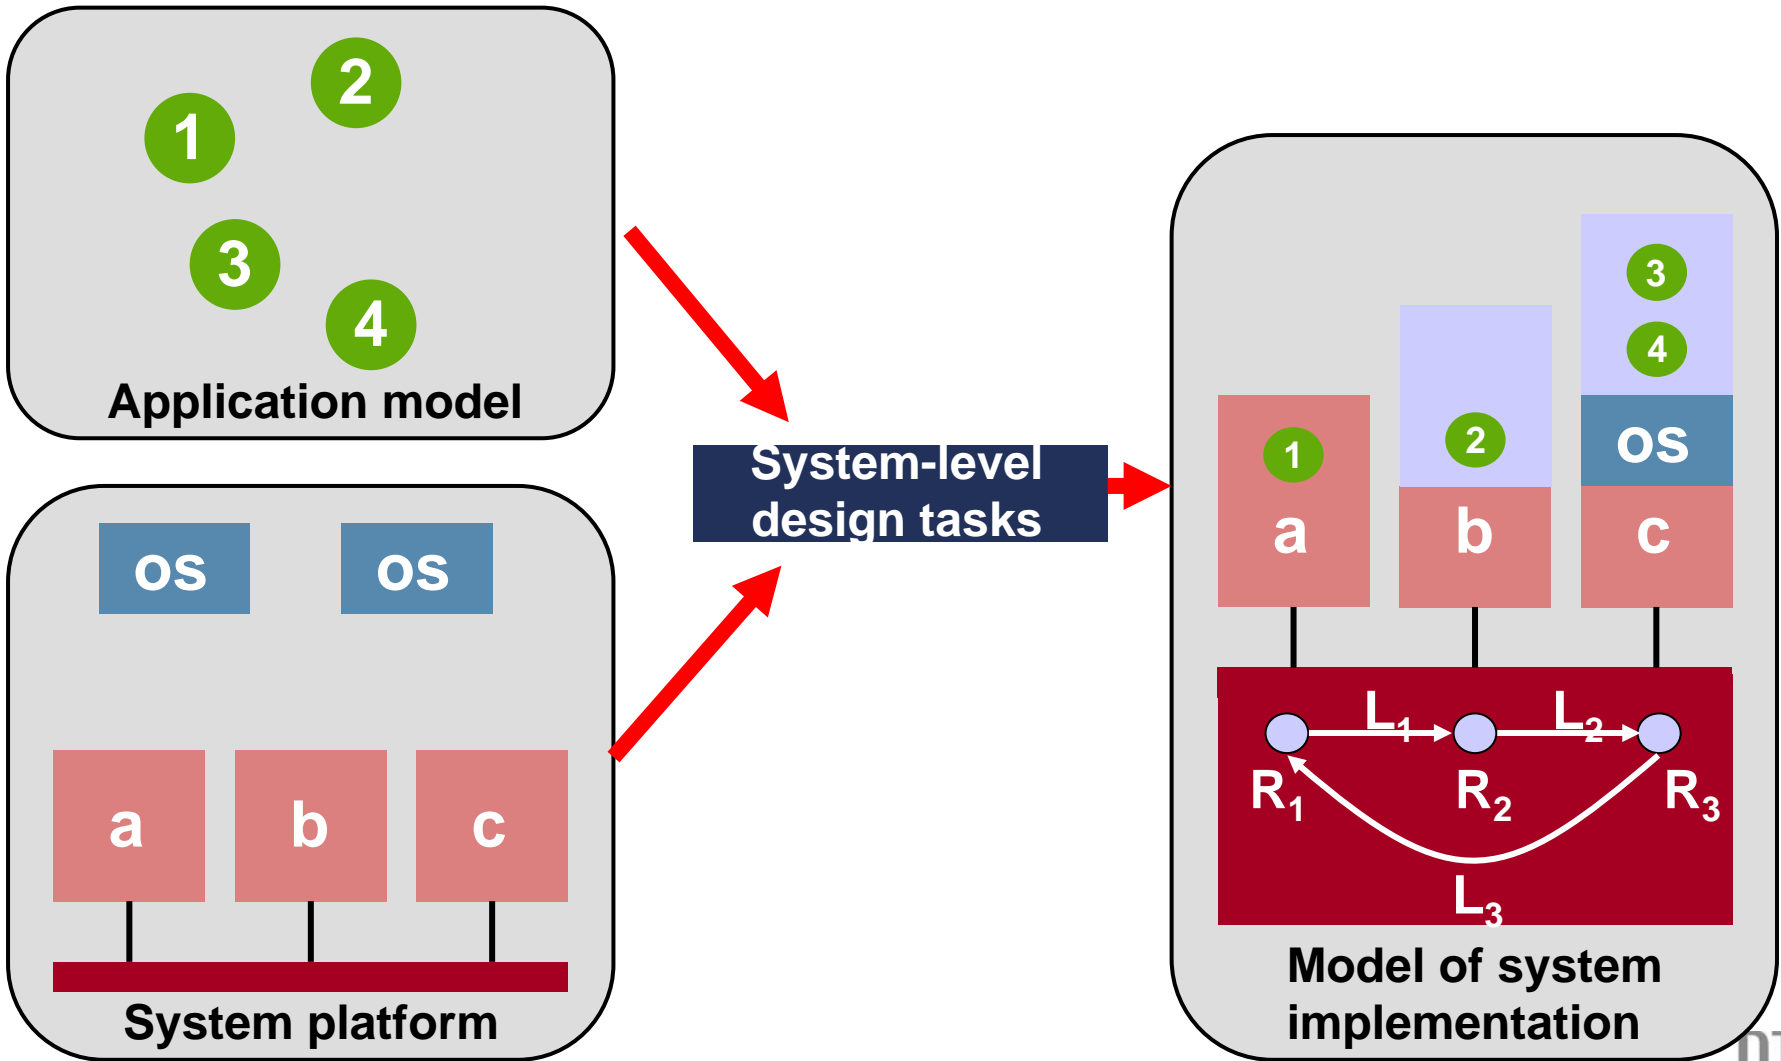 2
1
3
4
Application model
os os
a b c
System platform
System-level
design tasks
3
4
1
2
os
a b c
L1 L2
R1 R2 R3
L3
Model of system
implementation